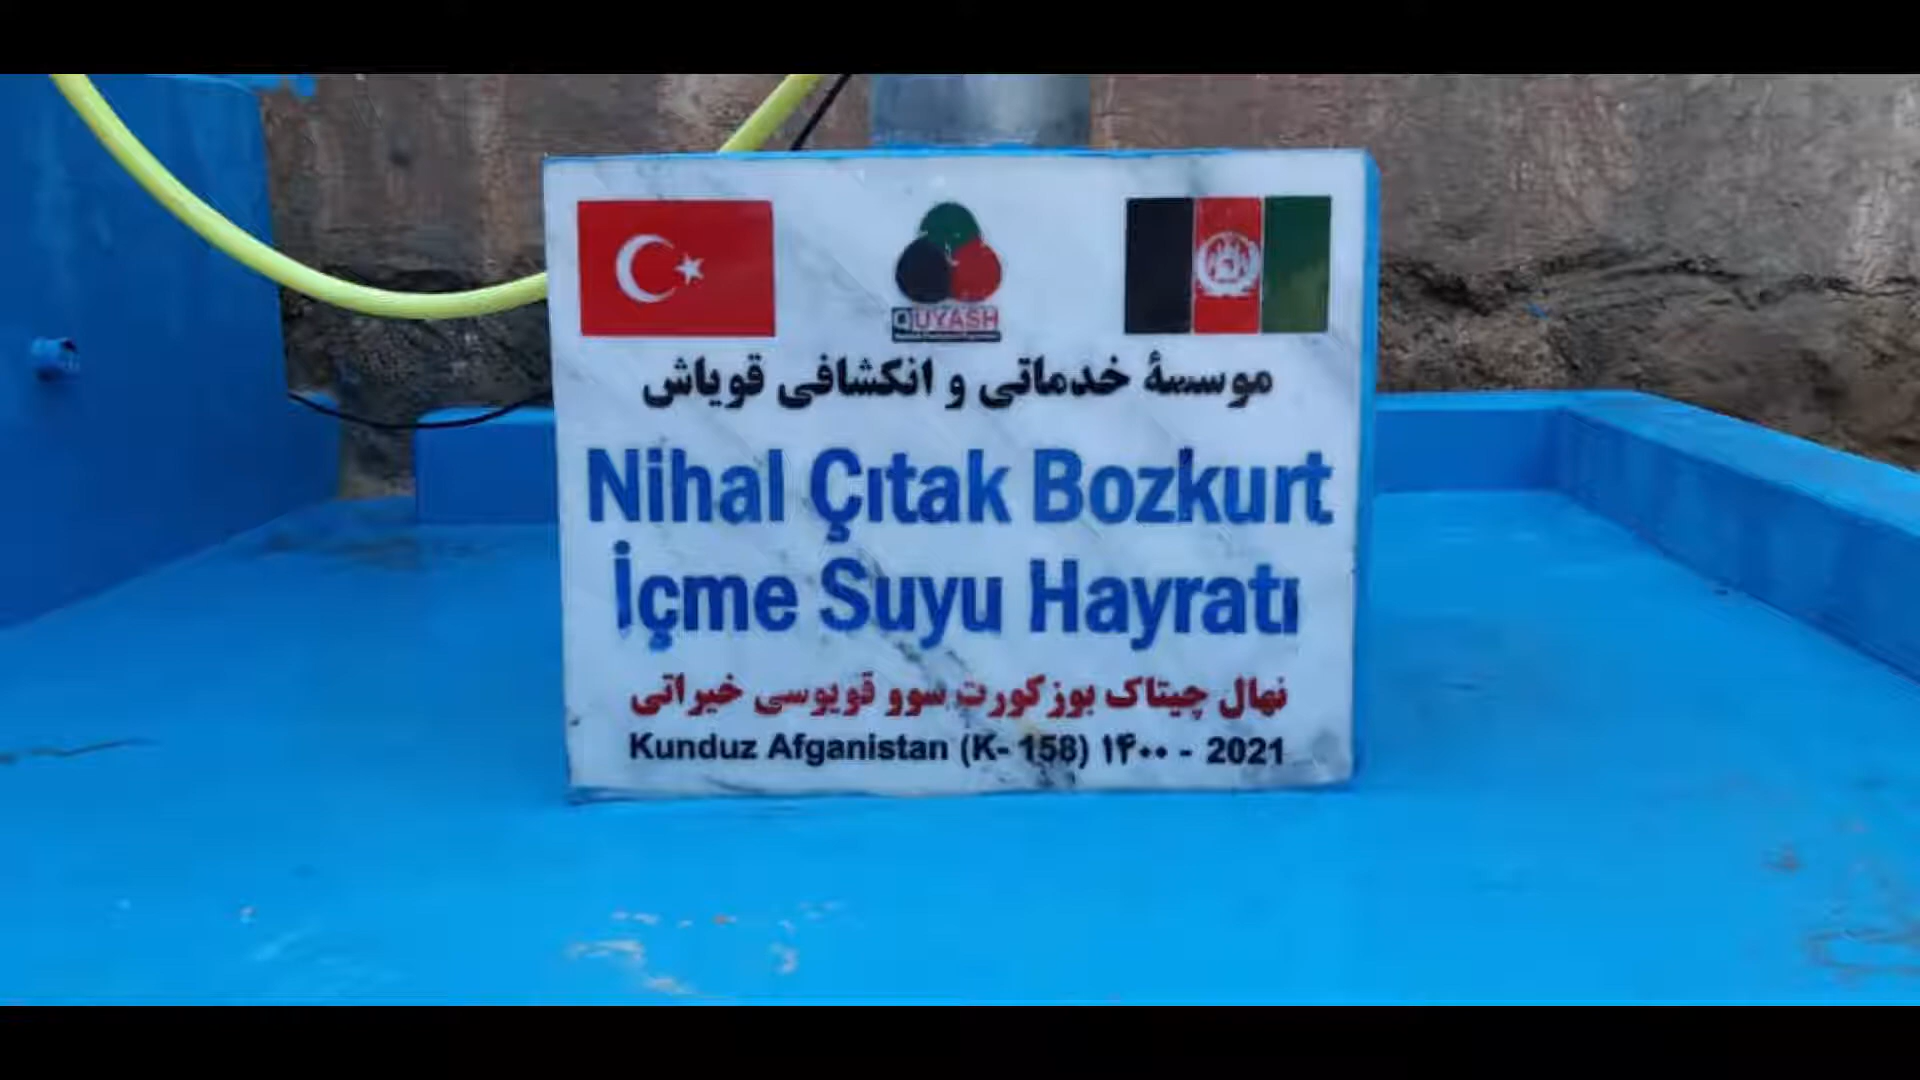 QUYASH
موسسهٔ خدماتی و انکشافی قویاش
Nihal Çıtak Bozkurt
İçme Suyu Hayratı
نهال چیتاک بوزکورت سوو قویوسی خیراتی
Kunduz Afganistan (K- 158) ۱۴۰۰ - 2021